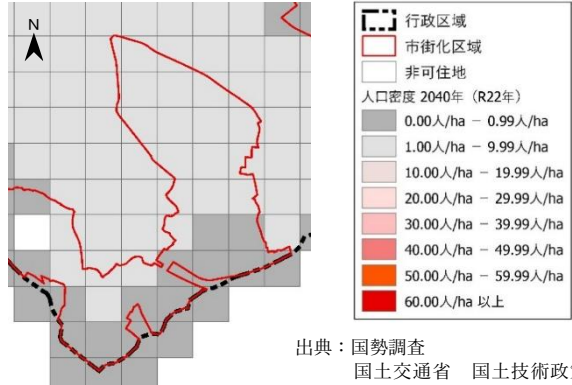 N
行政区域
市街化区域
非可住地
人口密度 2040年（R22年）
0.00人/ha － 0.99人/ha
1.00人/ha － 9.99人/ha
10.00人/ha － 19.99人/ha
20.00人/ha － 29.99人/ha
30.00人/ha － 39.99人/ha
40.00人/ha － 49.99人/ha
50.00人/ha － 59.99人/ha
60.00人/ha 以上
出典：国勢調査
国土交通省　国土技術政